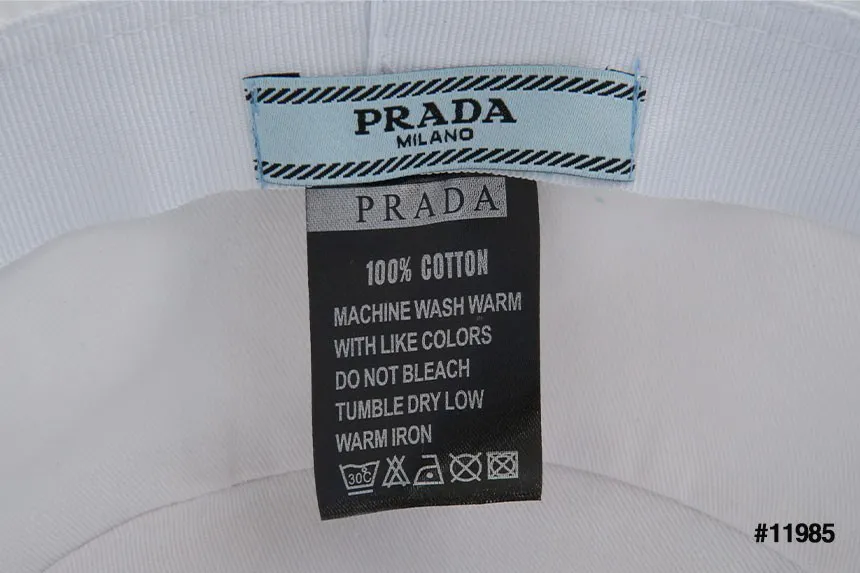 PRADA
MILANO
PRADA
100% COTTON
MACHINE WASH WARM
WITH LIKE COLORS
DO NOT BLEACH
TUMBLE DRY LOW
WARM IRON
30C
#11985